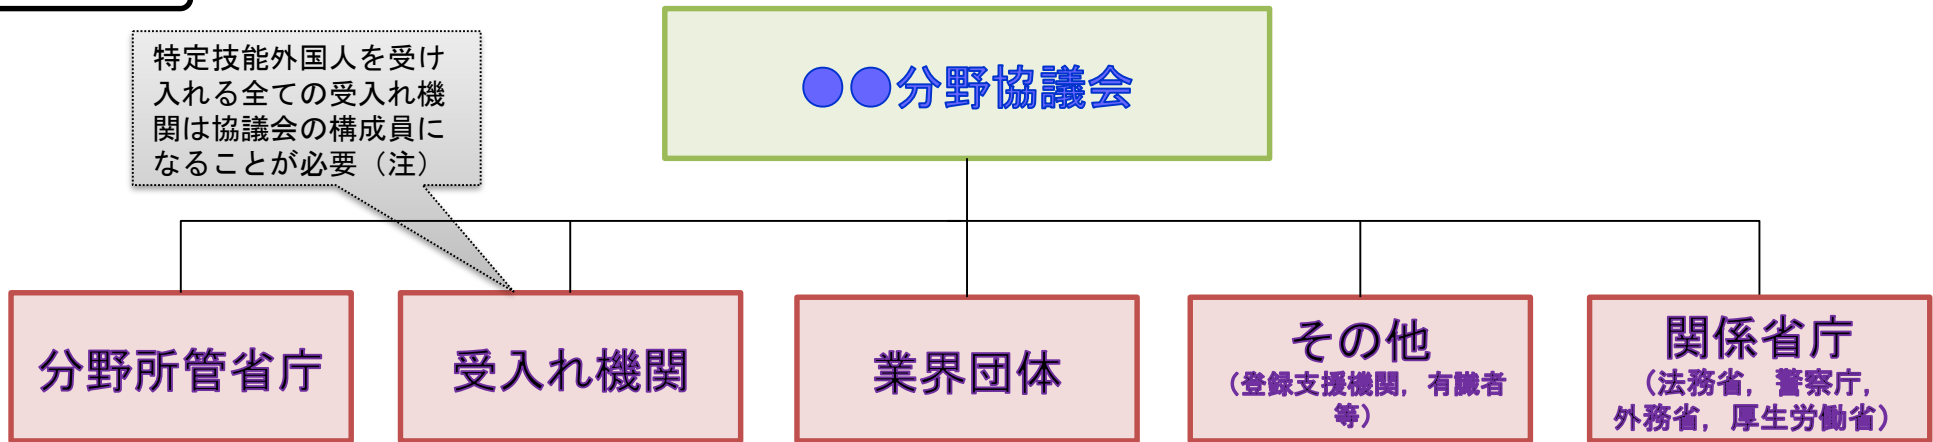 特定技能外国人を受け
入れる全ての受入れ機
関は協議会の構成員に
なることが必要（注）
●●分野協議会
分野所管省庁
受入れ機関
業界団体
その他
（登録支援機関，有識者
等）
関係省庁
（法務省，警察庁，
外務省，厚生労働省）